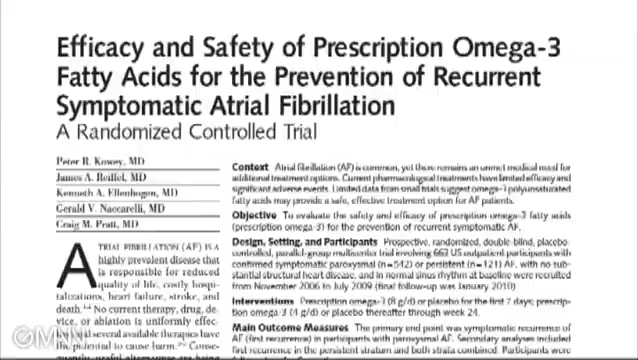 Efficacy and Safety of Prescription Omega-3
Fatty Acids for the Prevention of Recurrent
Symptomatic Atrial Fibrillation
A Randomized Controlled Trial
Peter R. Kowey, MD
James A. Reiffel, MD
Kenneth A. Ellenbogen, MD
Gerald V. Naccarelli, MD
Craig M. Pratt, MD
ATRIAL FIBRILLATION (AF) IS A
highly prevalent disease that
is responsible for reduced
quality of life, costly hospi-
talizations, heart failure, stroke, and
death. No current therapy, drug, de-
vice, or ablation is uniformly effec-
tive, and several available therapies have
the potential to cause harm. Conse-
quently, useful alternatives are being
Context Atrial fibrillation (AF) is common, yet there remains an unmet medical need for
additional treatment options. Current pharmacological treatments have limited efficacy and
significant adverse events. Limited data from small trials suggest omega-3 polyunsaturated
fatty acids may provide a safe, effective treatment option for AF patients.
Objective To evaluate the safety and efficacy of prescription omega-3 fatty acids
(prescription omega-3) for the prevention of recurrent symptomatic AF.
Design, Setting, and Participants Prospective, randomized, double-blind, placebo-
controlled, parallel-group multicenter trial involving 663 US outpatient participants with
confirmed symptomatic paroxysmal (n=542) or persistent (n=121) AF, with no sub-
stantial structural heart disease, and in normal sinus rhythm at baseline were recruited
from November 2006 to July 2009 (final follow-up was January 2010).
Interventions Prescription omega-3 (8 g/d) or placebo for the first 7 days; prescrip-
tion omega-3 (4 g/d) or placebo thereafter through week 24.
Main Outcome Measures The primary end point was symptomatic recurrence of
AF (first recurrence) in participants with paroxysmal AF. Secondary analyses included
first recurrence in the persistent stratum and both strata combined. Participants were
MNN